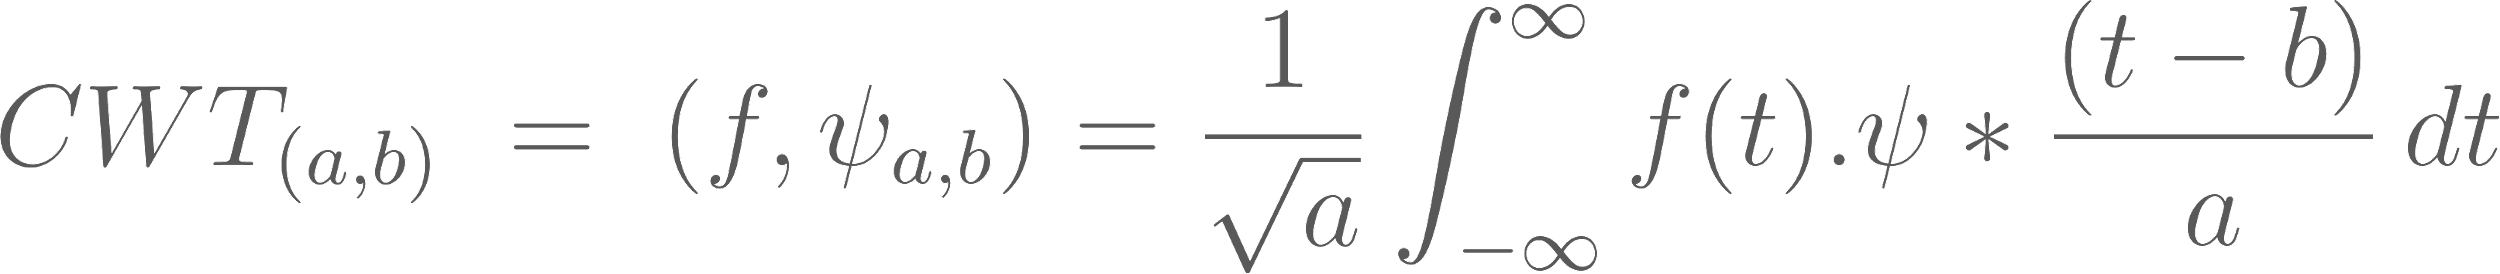 CWT_{(a,b)} = (f, ψ_{a,b}) = \frac{1}{\sqrt{a}} \int_{-∞}^{∞} f(t).ψ * \frac{(t - b)}{a} dt